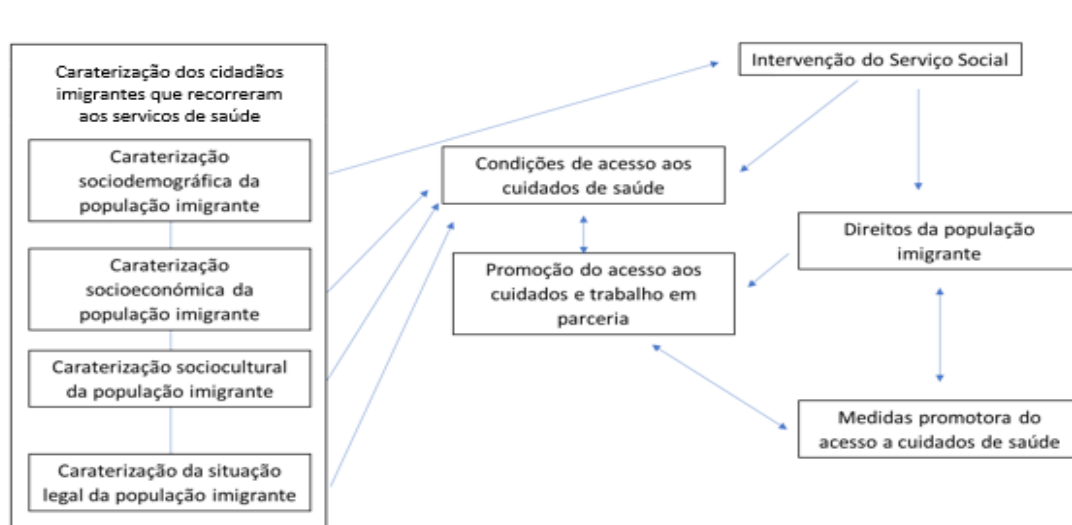 Caraterização dos cidadãos
imigrantes que recorreram
aos servicos de saúde
Caraterização
sociodemográfica da
população imigrante
Caraterização
socioeconómica da
população imigrante
Caraterização sociocultural
da população imigrante
Caraterização da situação
legal da população imigrante
Condições de acesso aos
cuidados de saúde
Promoção do acesso aos
cuidados e trabalho em
parceria
Intervenção do Serviço Social
Direitos da população
imigrante
Medidas promotora do
acesso a cuidados de saúde